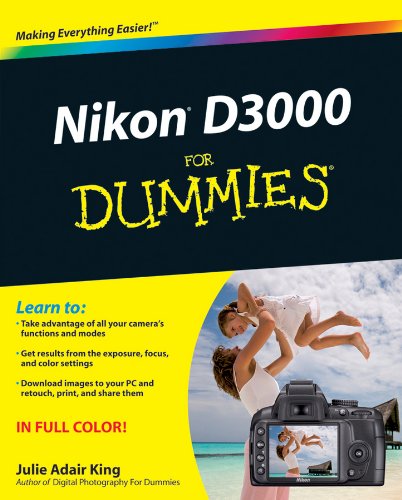 Making Everything Easier!™
Nikon® D3000
FOR
DUMMIES®
Learn to:
• Take advantage of all your camera's
functions and modes
• Get results from the exposure, focus,
and color settings
• Download images to your PC and
retouch, print, and share them
IN FULL COLOR!
Julie Adair King
Author of Digital Photography For Dummies
Nikon